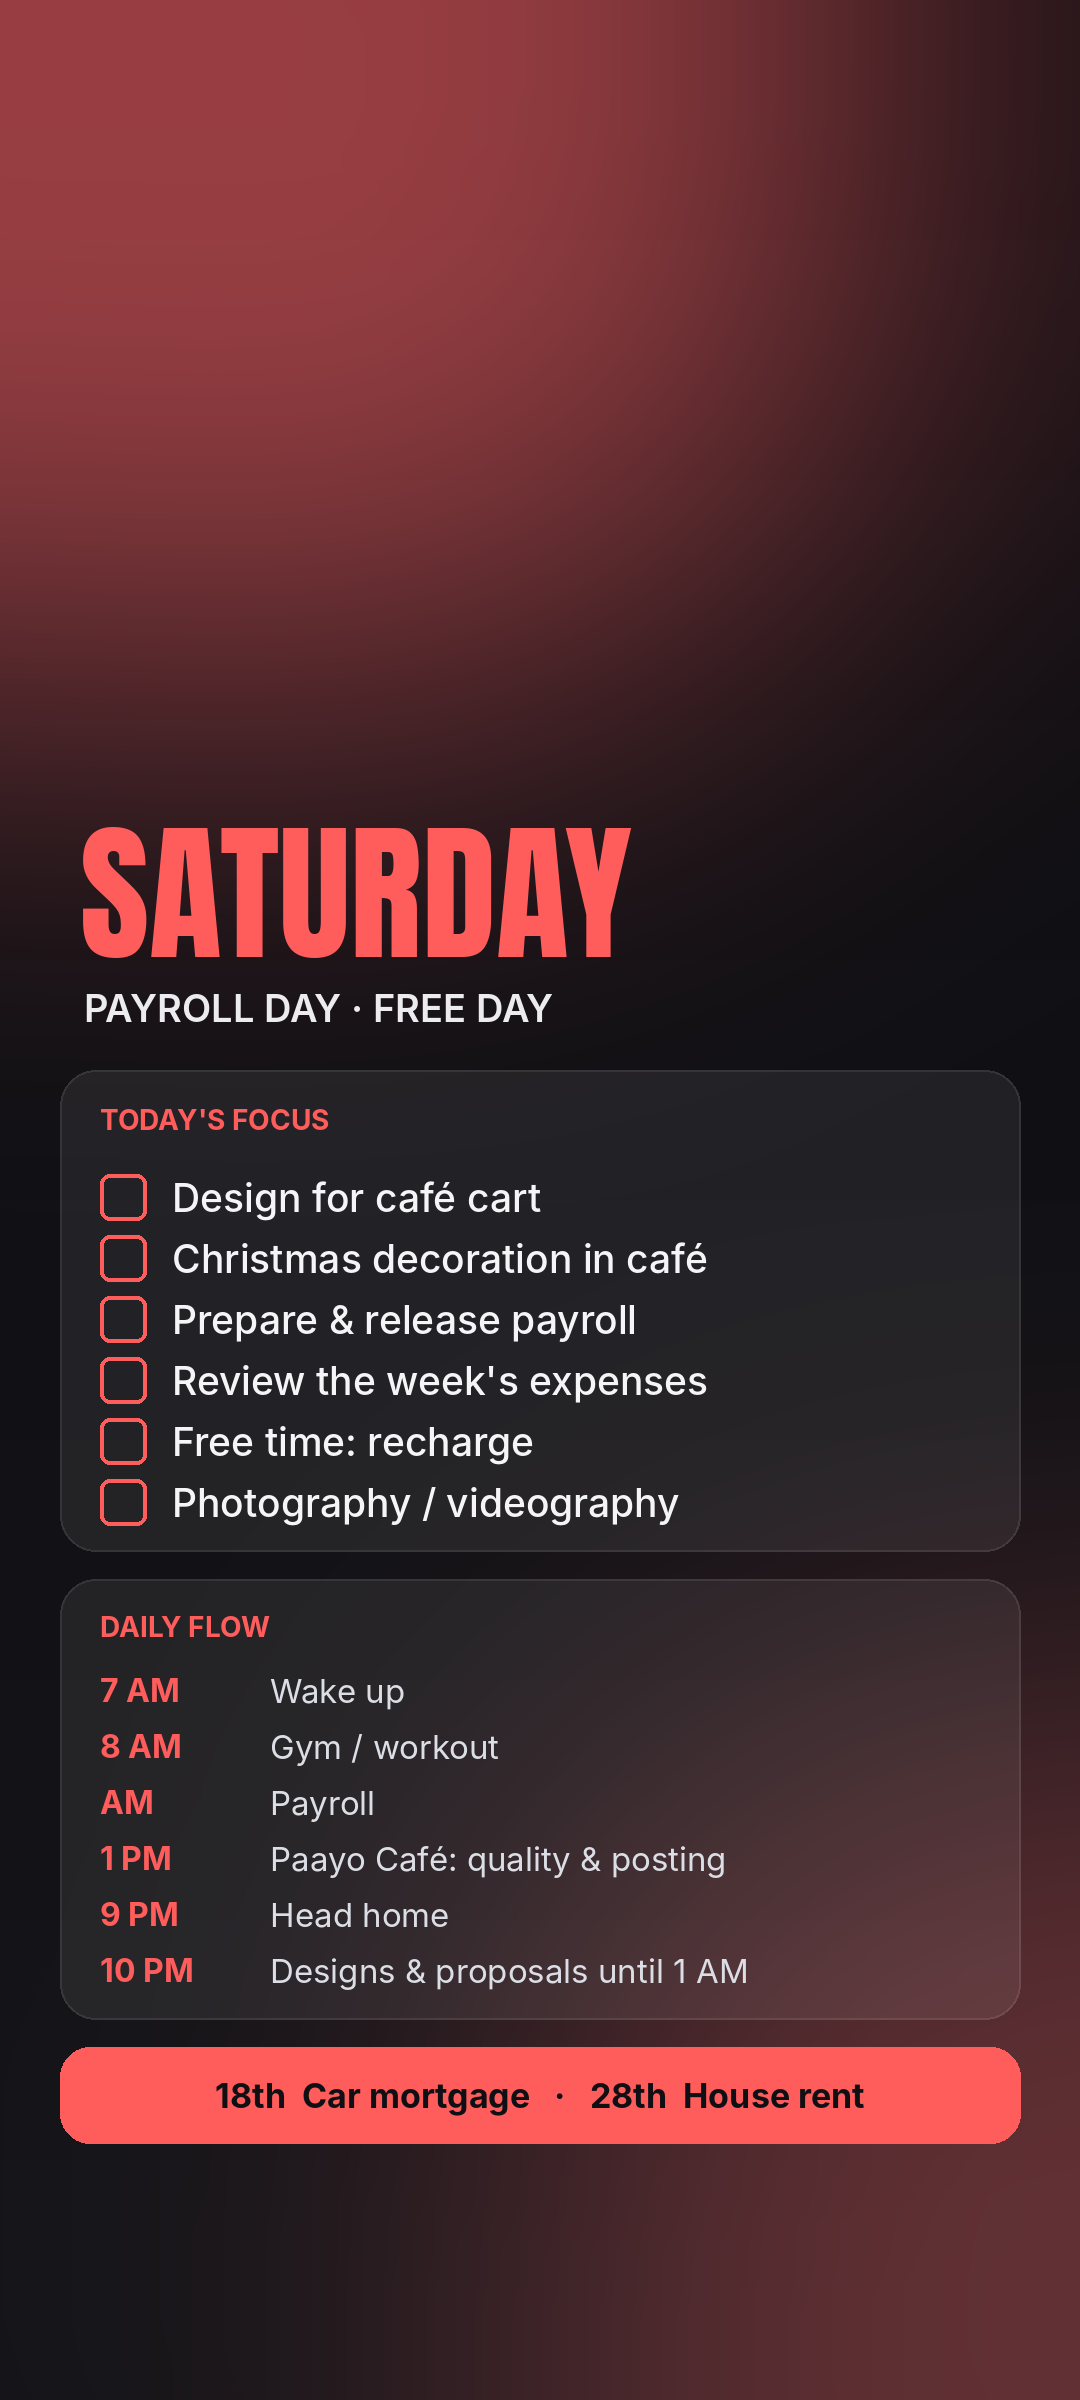 SATURDAY
PAYROLL DAY · FREE DAY
TODAY'S FOCUS
Design for café cart
Christmas decoration in café
Prepare & release payroll
Review the week's expenses
Free time: recharge
Photography / videography
DAILY FLOW
7 AM Wake up
8 AM Gym / workout
AM Payroll
1 PM Paayo Café: quality & posting
9 PM Head home
10 PM Designs & proposals until 1 AM
18th Car mortgage · 28th House rent